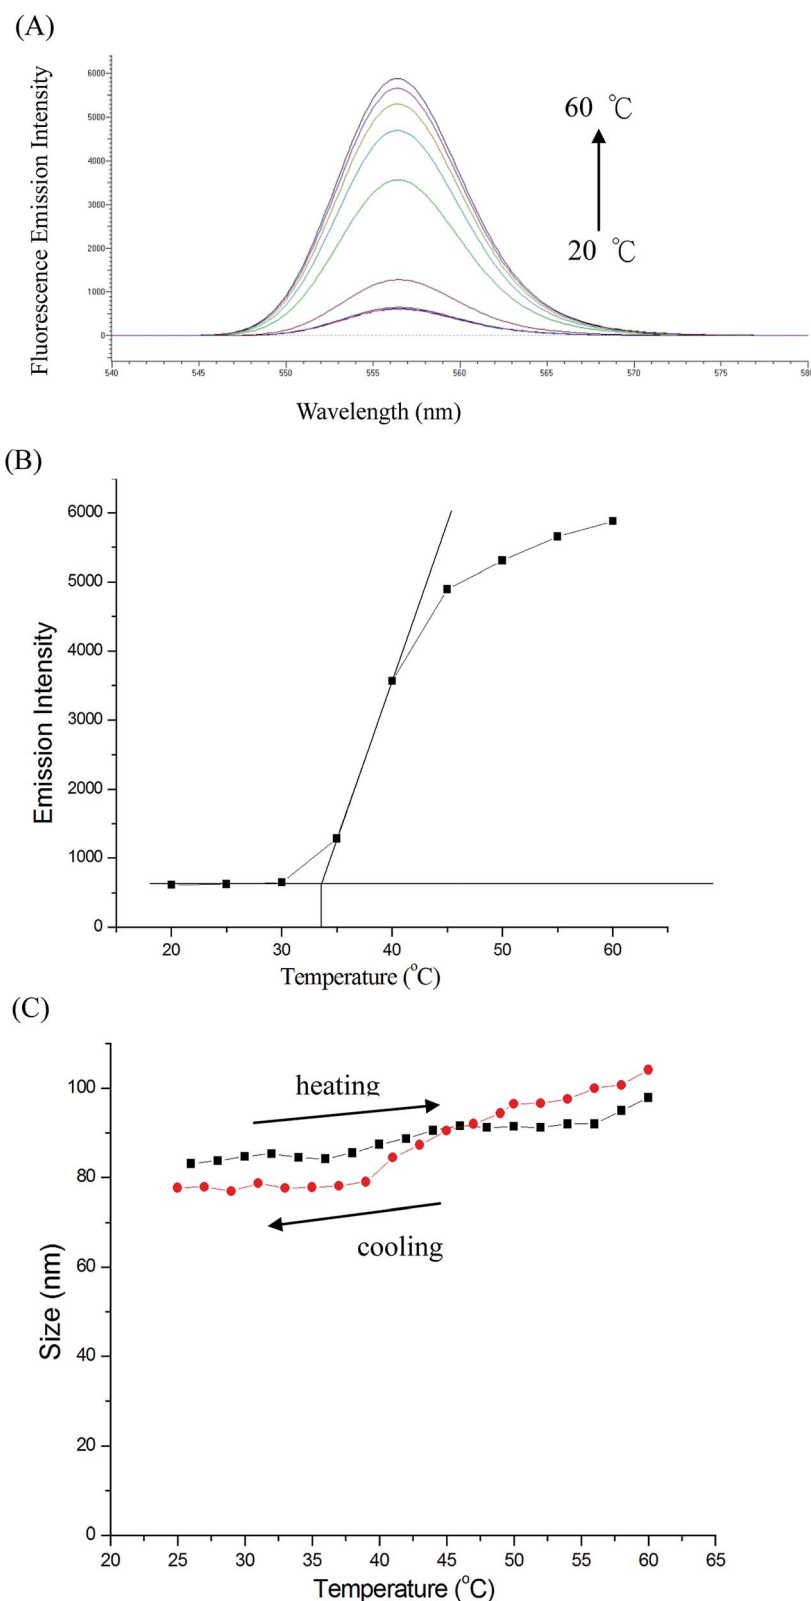 (A)
Fluorescence Emission Intensity
6000
5000
4000
3000
2000
1000
0
60 ℃
20 ℃
540 545 550 555 560 565 570 575 580
Wavelength (nm)
(B)
Emission Intensity
6000
5000
4000
3000
2000
1000
0
20 30 40 50 60
Temperature (°C)
(C)
Size (nm)
100
80
60
40
20
0
heating
cooling
20 25 30 35 40 45 50 55 60 65
Temperature (°C)